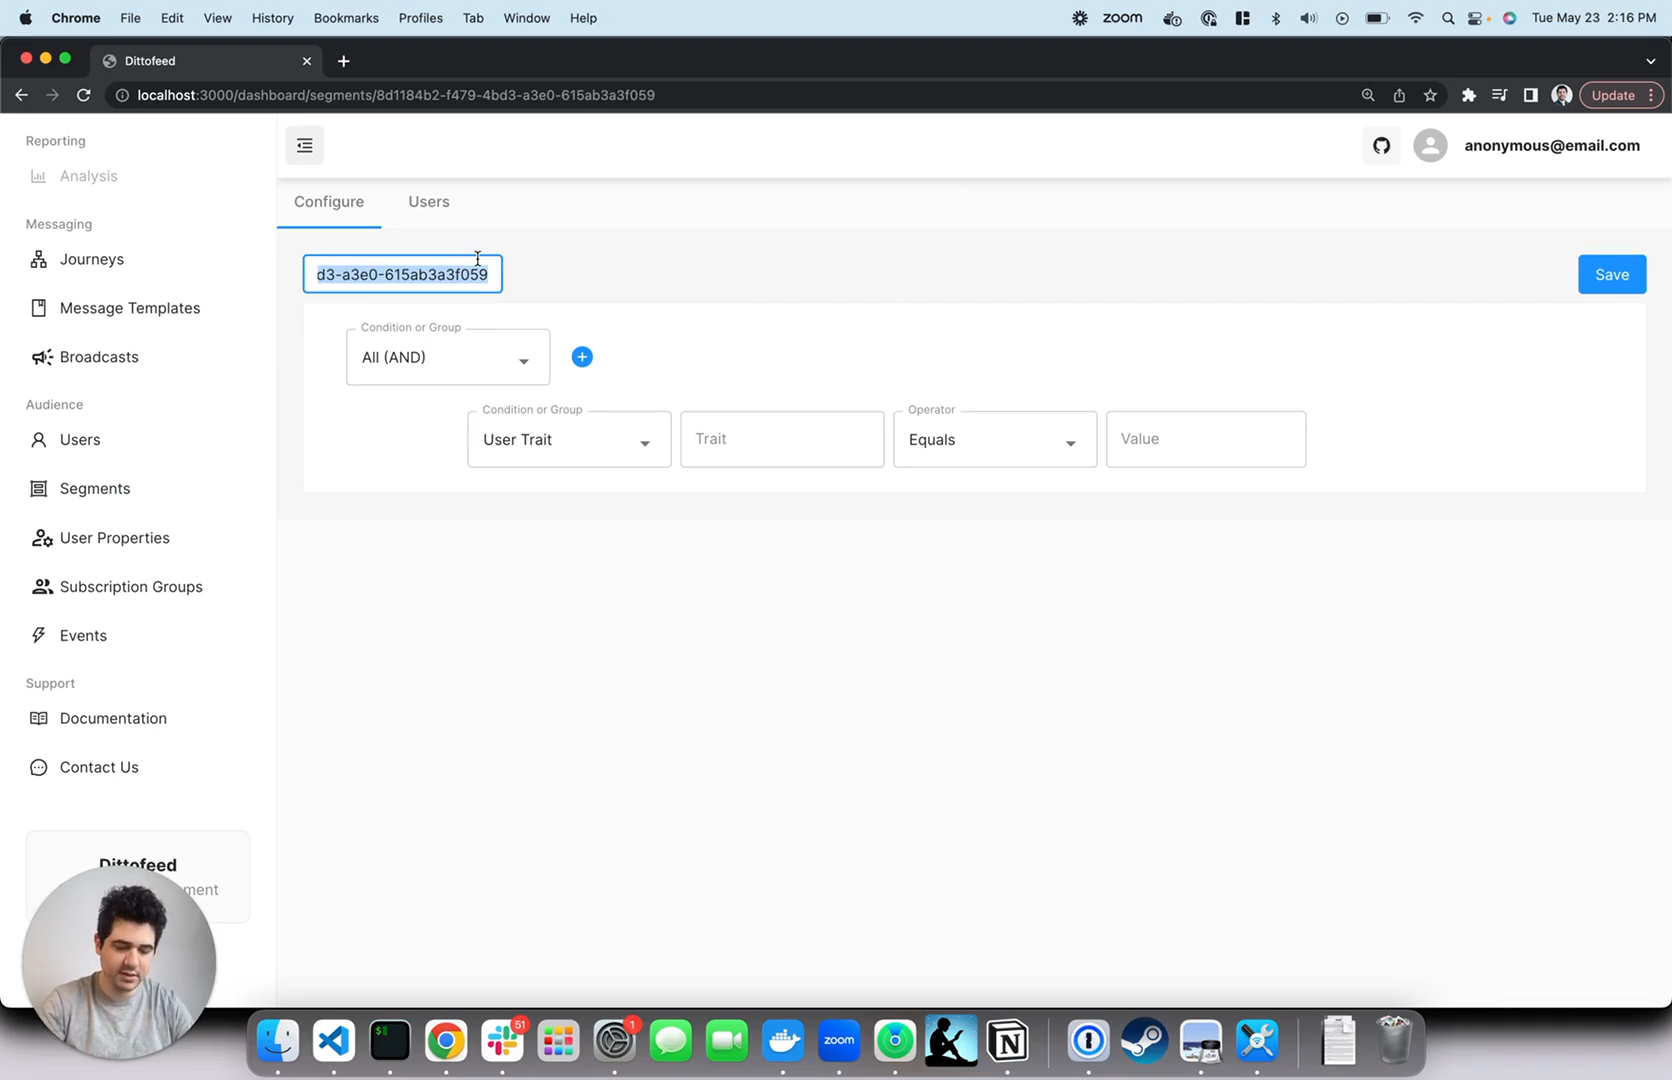 Chrome File Edit View History Bookmarks Profiles Tab Window Help zoom Tue May 23 2:16 PM
Dittofeed
localhost:3000/dashboard/segments/8d1184b2-f479-4bd3-a3e0-615ab3a3f059 Update
Reporting
Analysis
Messaging
Journeys
Message Templates
Broadcasts
Audience
Users
Segments
User Properties
Subscription Groups
Events
Support
Documentation
Contact Us
Dittofeed
anonymous@email.com
Configure Users
d3-a3e0-615ab3a3f059 Save
Condition or Group
All (AND)
Condition or Group Operator
User Trait Trait Equals Value
51
1
zoom